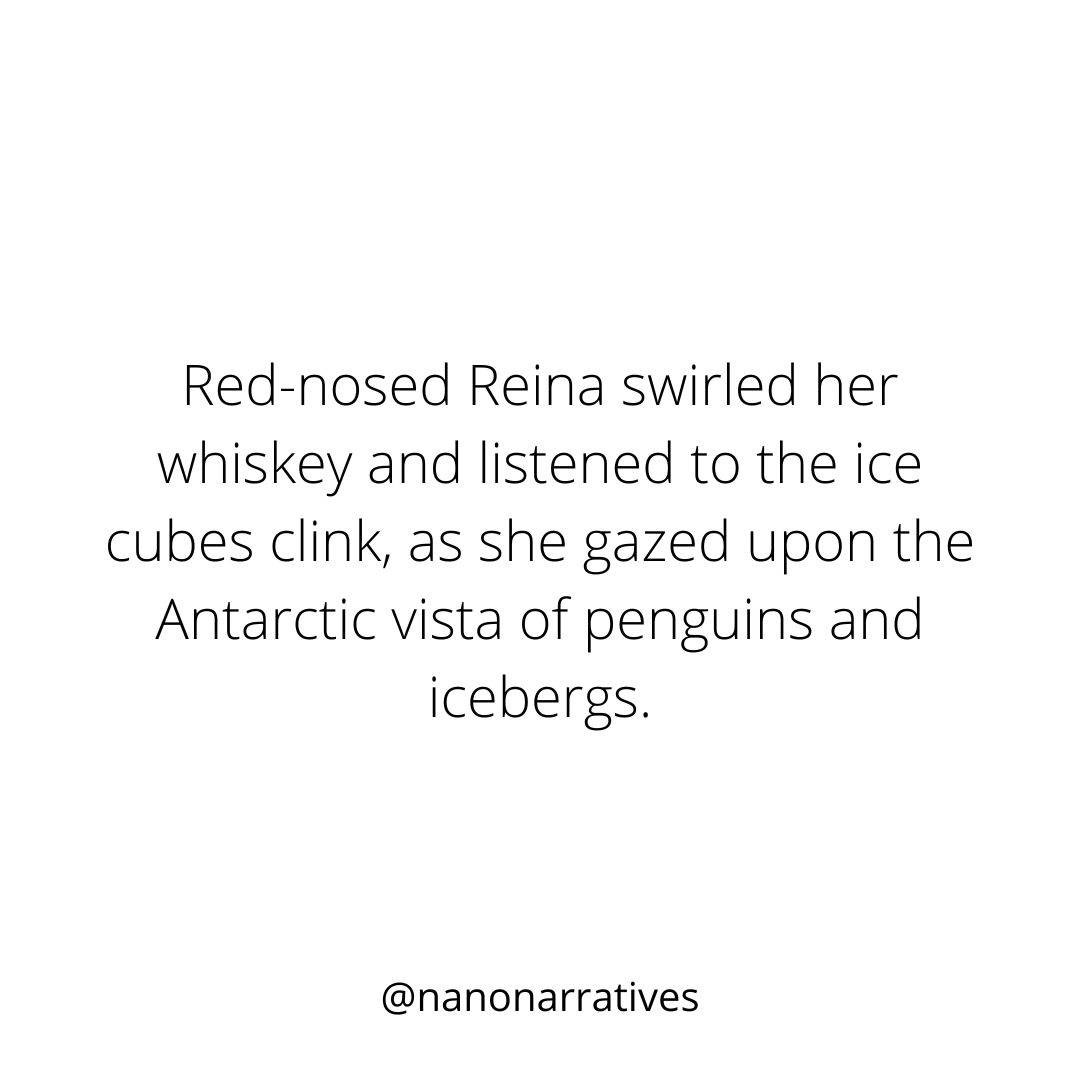 Red-nosed Reina swirled her
whiskey and listened to the ice
cubes clink, as she gazed upon the
Antarctic vista of penguins and
icebergs.
@nanonarratives